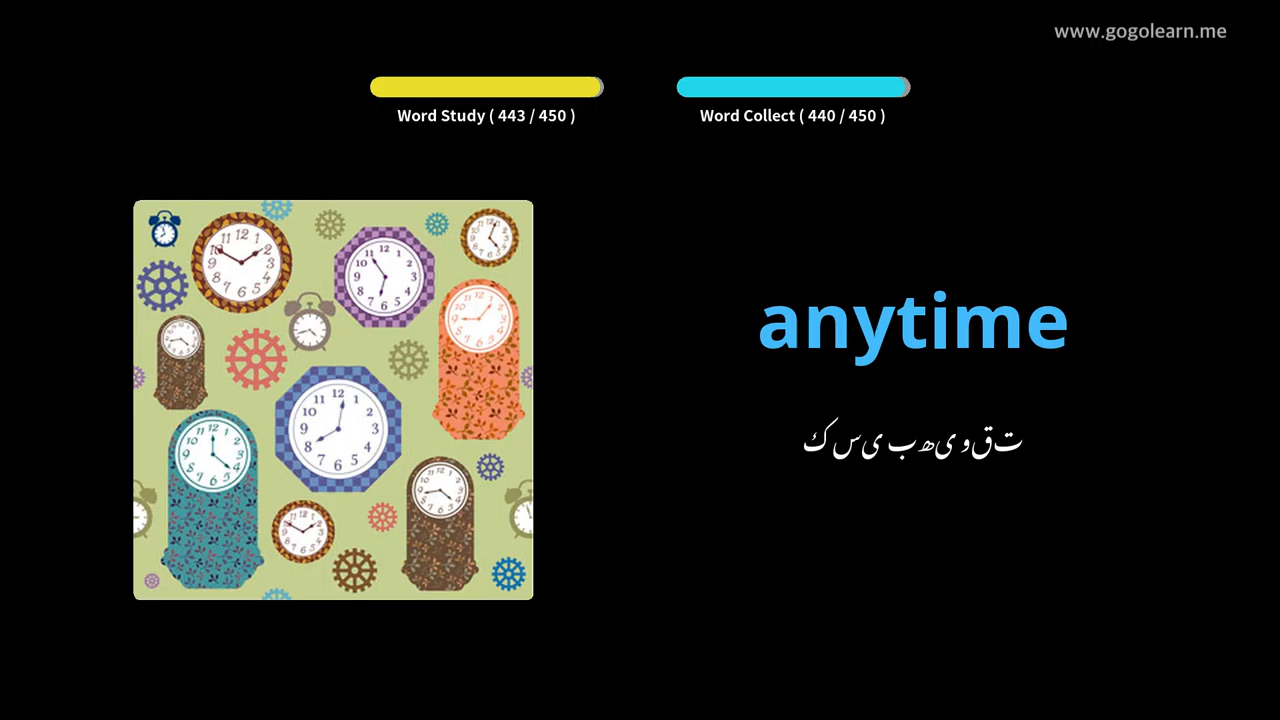 www.gogolearn.me
Word Study ( 443 / 450 )
Word Collect ( 440 / 450 )
anytime
کسی بھی وقت